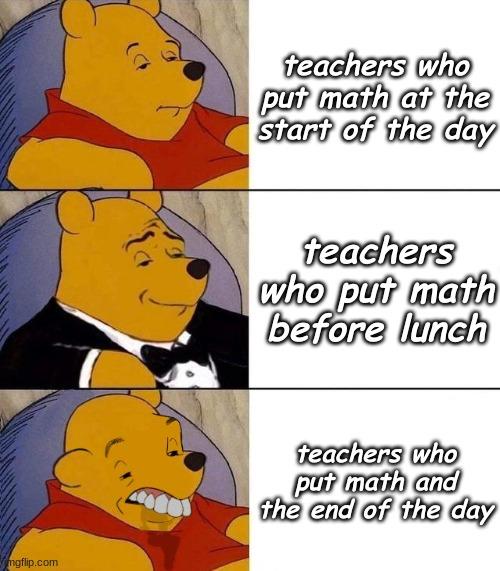 teachers who
put math at the
start of the day
teachers
who put math
before lunch
teachers who
put math and
the end of the day
imgflip.com